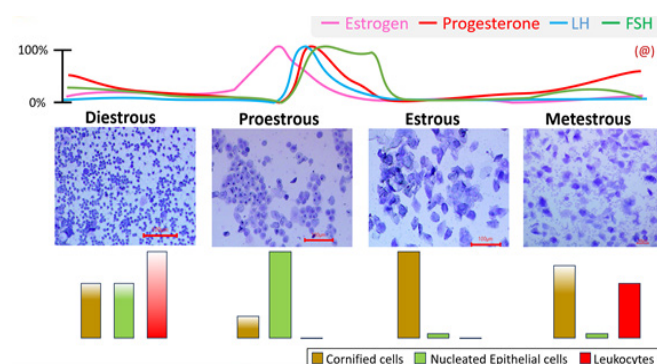 Estrogen Progesterone LH FSH
100%
(@)
0%
Diestrous Proestrous Estrous Metestrous
Cornified cells Nucleated Epithelial cells Leukocytes